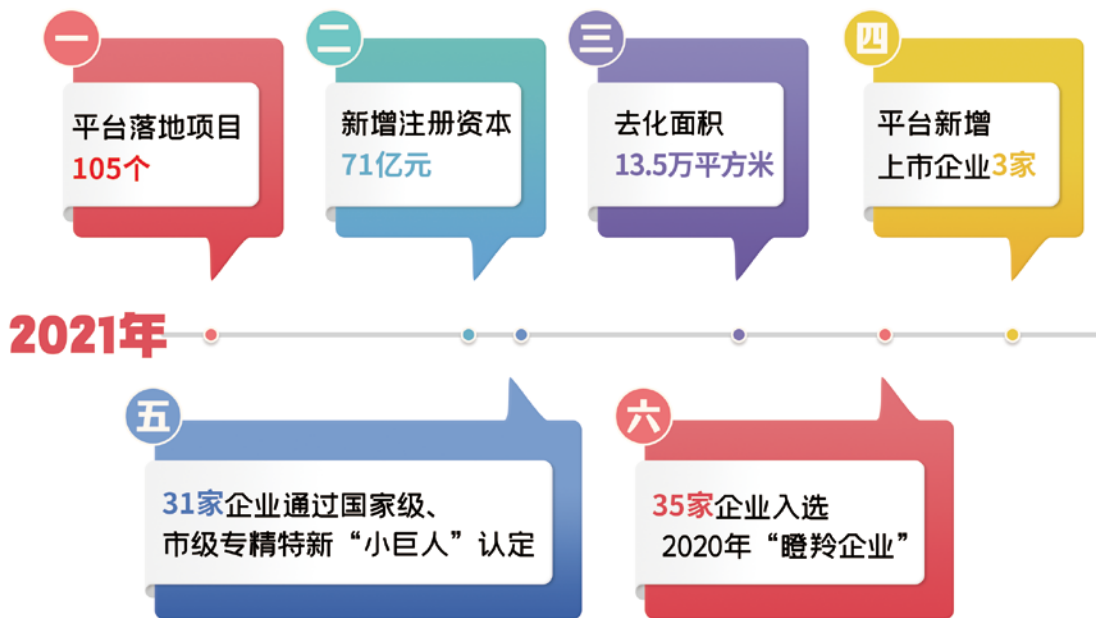 一
平台落地项目
105个
二
新增注册资本
71亿元
三
去化面积
13.5万平方米
四
平台新增
上市企业3家
2021年
五
31家企业通过国家级、
市级专精特新“小巨人”认定
六
35家企业入选
2020年“瞪羚企业”